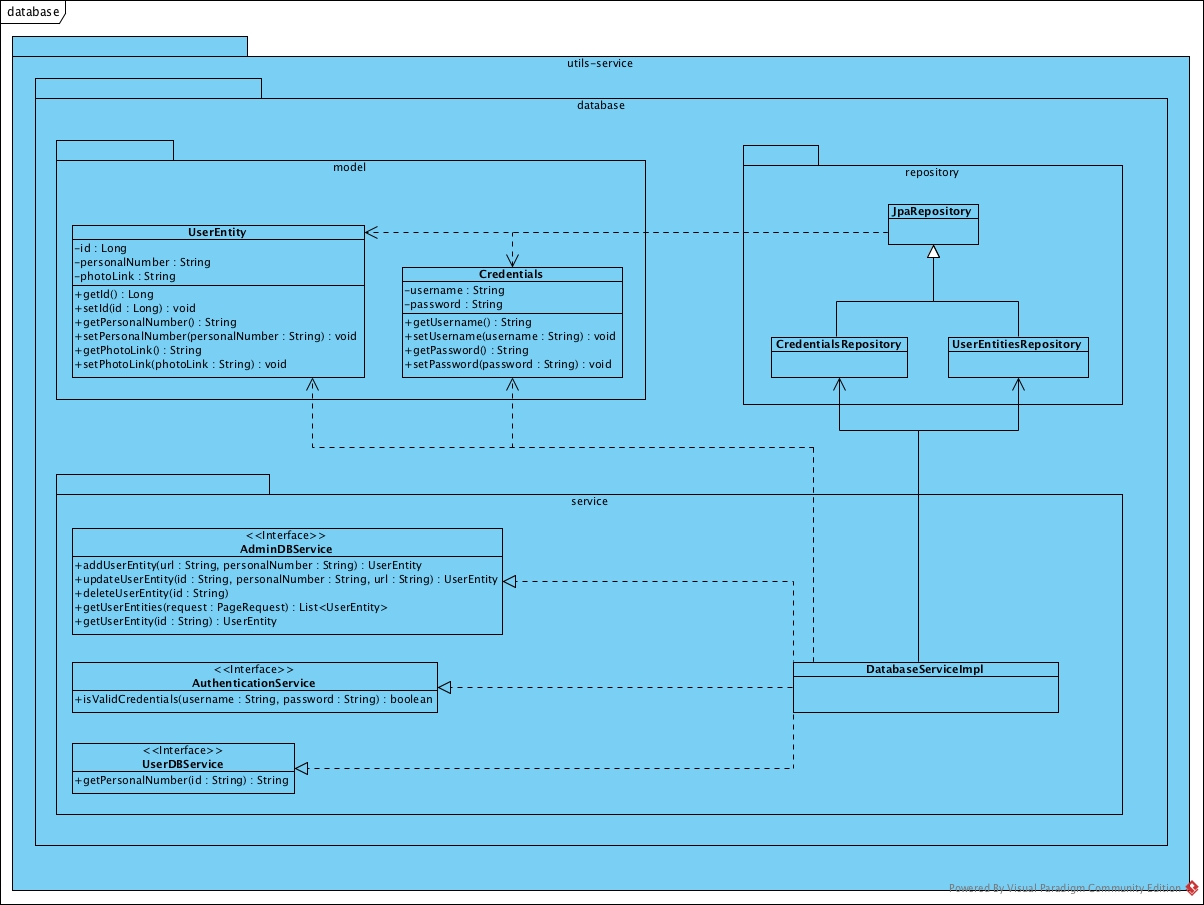 database
utils-service
database
model
UserEntity
-id : Long
-personalNumber : String
-photoLink : String
+getId() : Long
+setId(id : Long) : void
+getPersonalNumber() : String
+setPersonalNumber(personalNumber : String) : void
+getPhotoLink() : String
+setPhotoLink(photoLink : String) : void
Credentials
-username : String
-password : String
+getUsername() : String
+setUsername(username : String) : void
+getPassword() : String
+setPassword(password : String) : void
repository
JpaRepository
CredentialsRepository
UserEntitiesRepository
service
<<Interface>>
AdminDBService
+addUserEntity(url : String, personalNumber : String) : UserEntity
+updateUserEntity(id : String, personalNumber : String, url : String) : UserEntity
+deleteUserEntity(id : String)
+getUserEntities(request : PageRequest) : List<UserEntity>
+getUserEntity(id : String) : UserEntity
<<Interface>>
AuthenticationService
+isValidCredentials(username : String, password : String) : boolean
<<Interface>>
UserDBService
+getPersonalNumber(id : String) : String
DatabaseServiceImpl
Powered By Visual Paradigm Community Edition